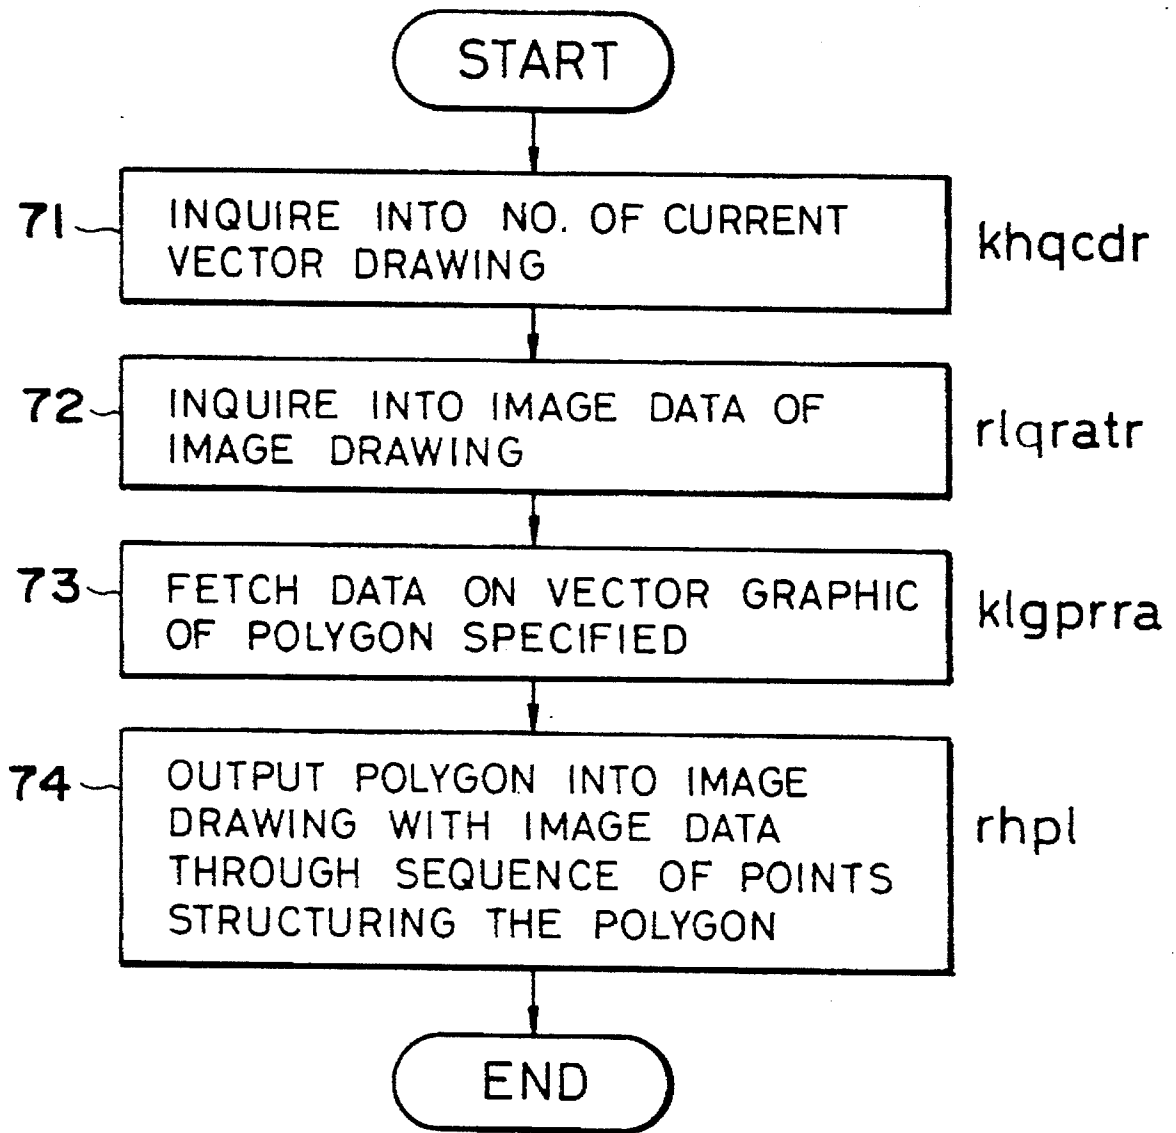 START
71
INQUIRE INTO NO. OF CURRENT
VECTOR DRAWING
khqcdr
72
INQUIRE INTO IMAGE DATA OF
IMAGE DRAWING
rlqratr
73
FETCH DATA ON VECTOR GRAPHIC
OF POLYGON SPECIFIED
klgprra
74
OUTPUT POLYGON INTO IMAGE
DRAWING WITH IMAGE DATA
THROUGH SEQUENCE OF POINTS
STRUCTURING THE POLYGON
rhpl
END